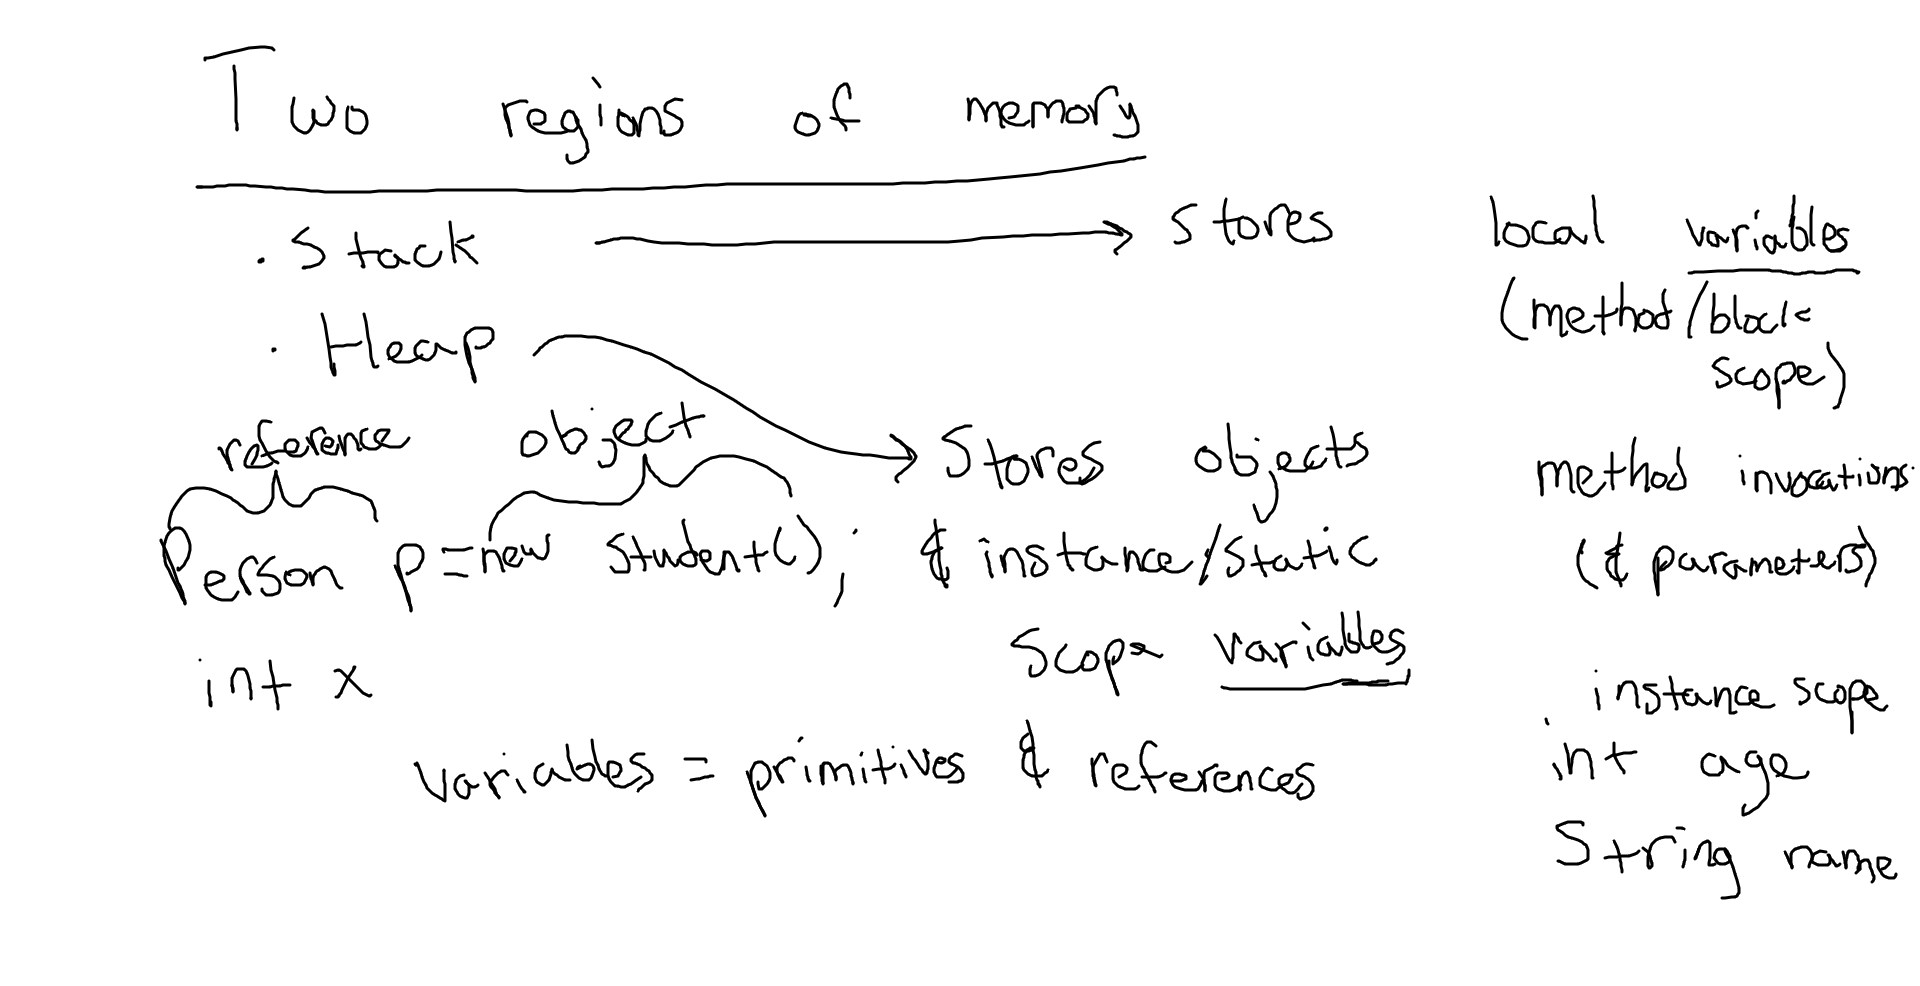 Two regions of memory
· Stack → stores local variables
(method/block
scope)
method invocations
(& parameters)
· Heap → Stores objects
& instance/static
scope variables
reference object
Person p = new Student();
int x
variables = primitives & references
instance scope
int age
String name